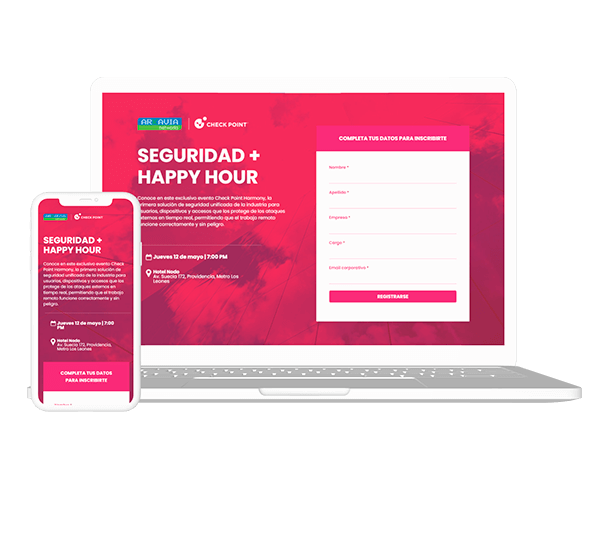 AR AVIA
Networks
CHECK POINT
SEGURIDAD +
HAPPY HOUR
Conoce en este exclusivo evento Check Point Harmony, la
primera solución de seguridad unificada de la industria para
usuarios, dispositivos y accesos que los protege de los ataques
externos en tiempo real, permitiendo que el trabajo remoto
funcione correctamente y sin peligro.
Jueves 12 de mayo | 7:00 PM
Hotel Nodo
Av. Suecia 172, Providencia, Metro Los
Leones
COMPLETA TUS DATOS PARA INSCRIBIRTE
Nombre *
Apellido *
Empresa *
Cargo *
Email corporativo *
REGISTRARSE
AR AVIA
CHECK POINT
SEGURIDAD +
HAPPY HOUR
Conoce en este exclusivo evento Check
Point Harmony, la primera solución de
seguridad unificada de la industria para
usuarios, dispositivos y accesos que los
protege de los ataques externos en
tiempo real, permitiendo que el trabajo
remoto funcione correctamente y sin
peligro.
Jueves 12 de mayo | 7:00
PM
Hotel Nodo
Av. Suecia 172, Providencia,
Metro Los Leones
COMPLETA TUS DATOS
PARA INSCRIBIRTE